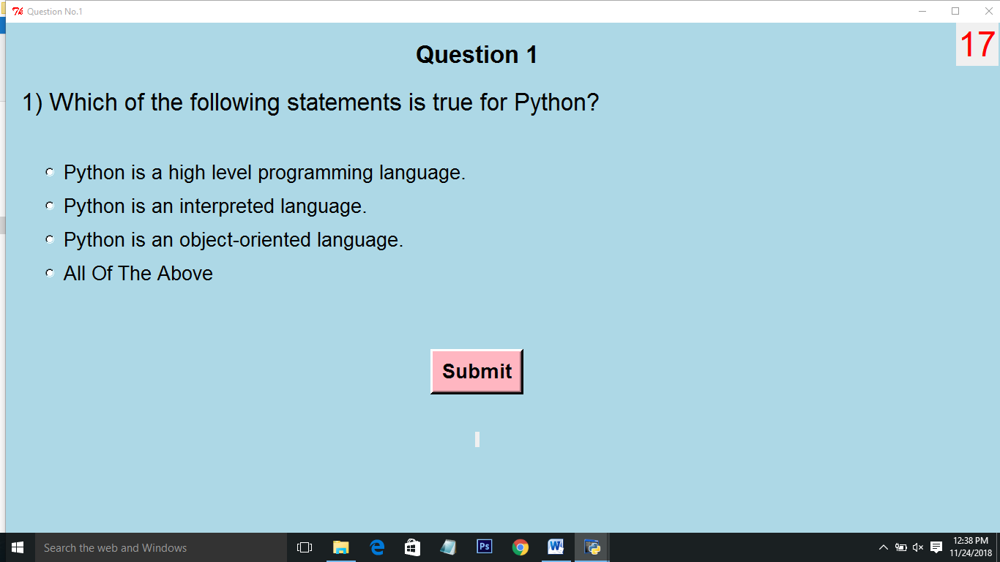 Question No.1
17
Question 1
1) Which of the following statements is true for Python?
Python is a high level programming language.
Python is an interpreted language.
Python is an object-oriented language.
All Of The Above
Submit
Search the web and Windows
Ps
W
12:38 PM
11/24/2018